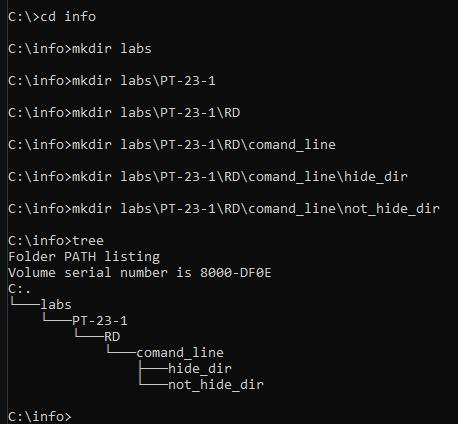 C:\>cd info
C:\info>mkdir labs
C:\info>mkdir labs\PT-23-1
C:\info>mkdir labs\PT-23-1\RD
C:\info>mkdir labs\PT-23-1\RD\comand_line
C:\info>mkdir labs\PT-23-1\RD\comand_line\hide_dir
C:\info>mkdir labs\PT-23-1\RD\comand_line\not_hide_dir
C:\info>tree
Folder PATH listing
Volume serial number is 8000-DF0E
C:.
└───labs
    └───PT-23-1
        └───RD
            └───comand_line
                ├───hide_dir
                └───not_hide_dir
C:\info>